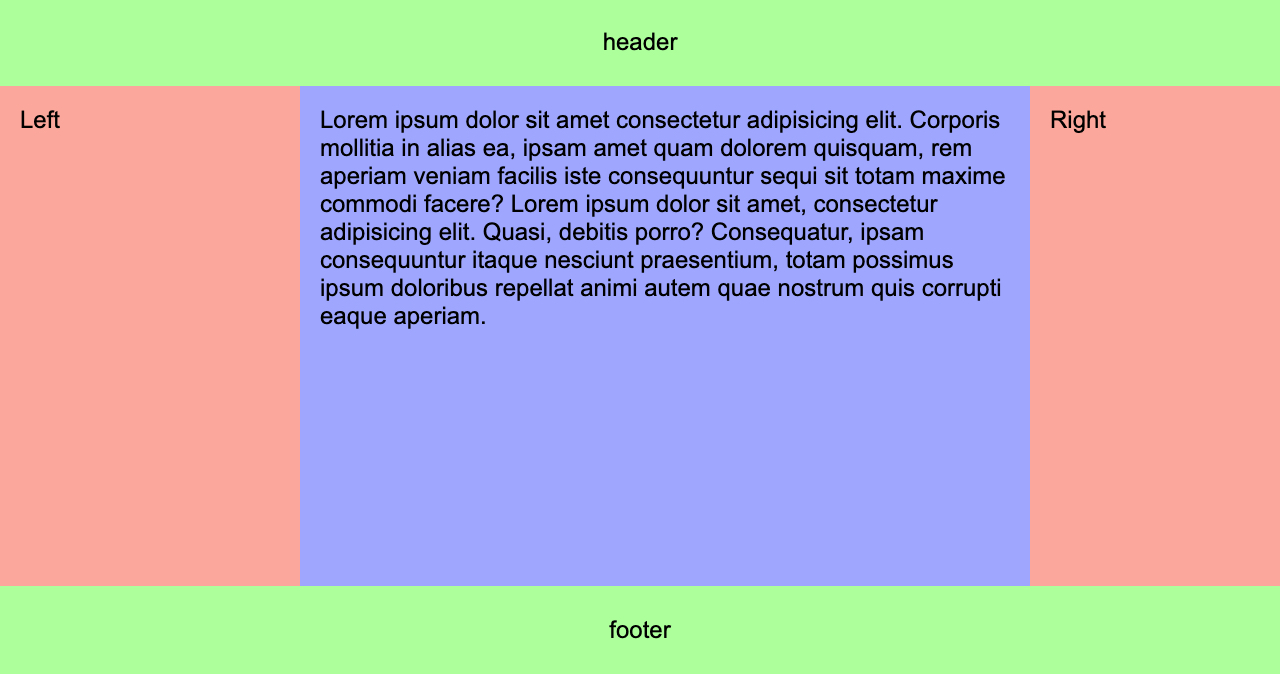 header
Left
Lorem ipsum dolor sit amet consectetur adipisicing elit. Corporis
mollitia in alias ea, ipsam amet quam dolorem quisquam, rem
aperiam veniam facilis iste consequuntur sequi sit totam maxime
commodi facere? Lorem ipsum dolor sit amet, consectetur
adipisicing elit. Quasi, debitis porro? Consequatur, ipsam
consequuntur itaque nesciunt praesentium, totam possimus
ipsum doloribus repellat animi autem quae nostrum quis corrupti
eaque aperiam.
Right
footer